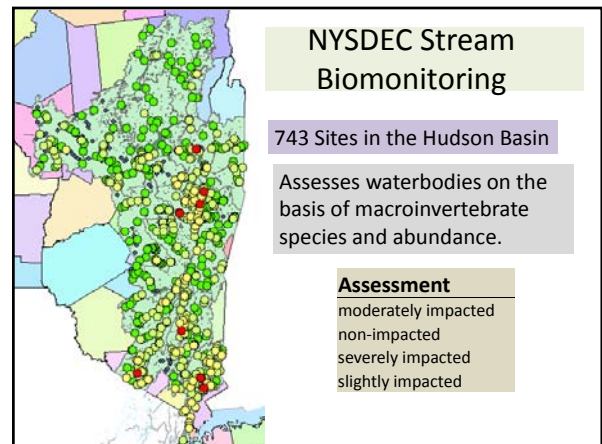 NYSDEC Stream
Biomonitoring
743 Sites in the Hudson Basin
Assesses waterbodies on the
basis of macroinvertebrate
species and abundance.
Assessment
moderately impacted
non-impacted
severely impacted
slightly impacted